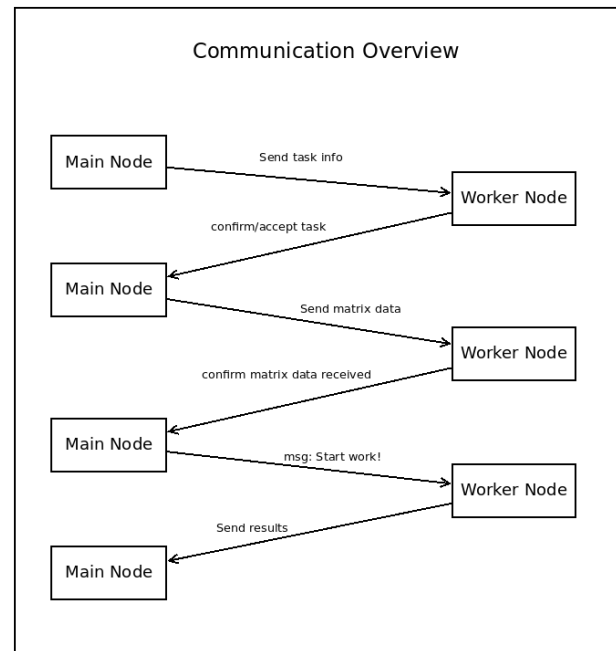 Communication Overview
Main Node
Send task info
Worker Node
confirm/accept task
Main Node
Send matrix data
Worker Node
confirm matrix data received
Main Node
msg: Start work!
Worker Node
Send results
Main Node